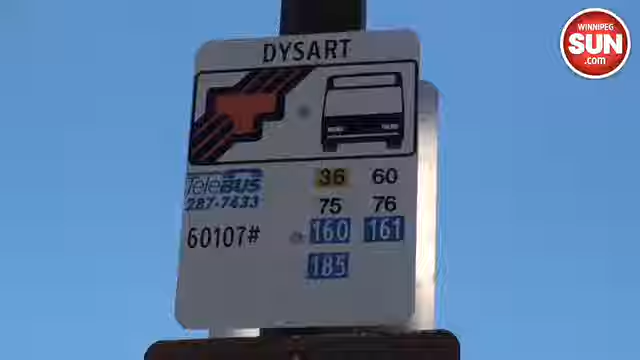 WINNIPEG
SUN
.com
DYSART
TeleBUS 36 60
287-7433 75 76
60107# 160 161
185